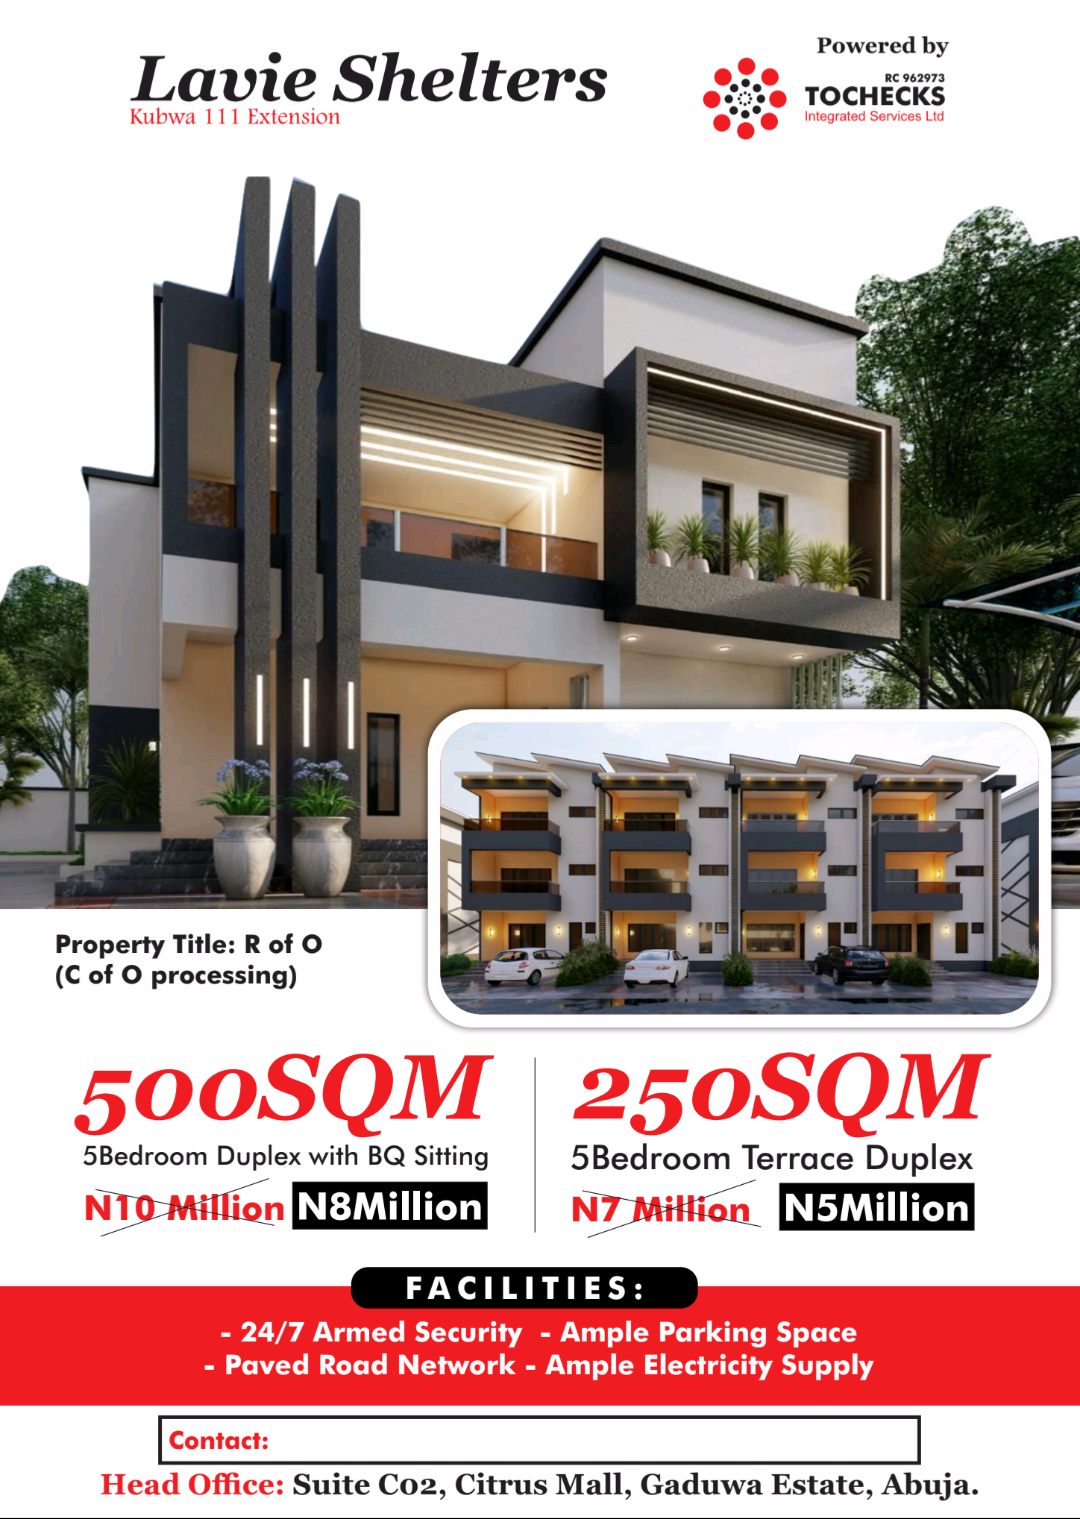 Lavie Shelters
Kubwa 111 Extension
Powered by
RC 962973
TOCHECKS
Integrated Services Ltd
Property Title: R of O
(C of O processing)
500SQM
5Bedroom Duplex with BQ Sitting
N10 Million N8Million
250SQM
5Bedroom Terrace Duplex
N7 Million N5Million
FACILITIES:
- 24/7 Armed Security - Ample Parking Space
- Paved Road Network - Ample Electricity Supply
Contact:
Head Office: Suite C02, Citrus Mall, Gaduwa Estate, Abuja.